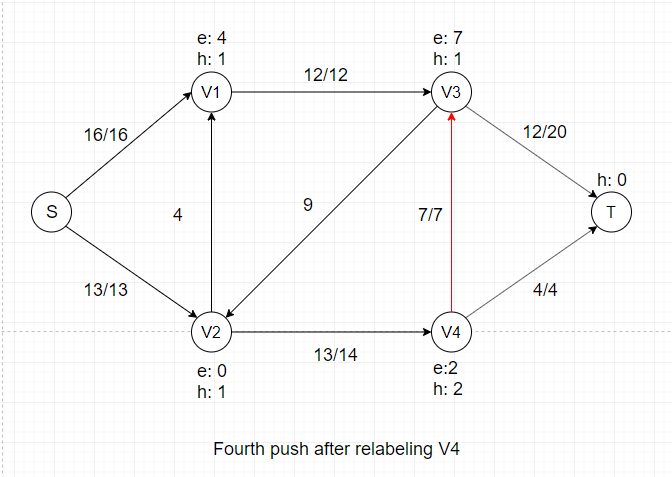 e: 4
h: 1
e: 7
h: 1
V1
12/12
V3
16/16
12/20
h: 0
S
4
9
7/7
T
13/13
4/4
V2
13/14
V4
e: 0
h: 1
e:2
h: 2
Fourth push after relabeling V4